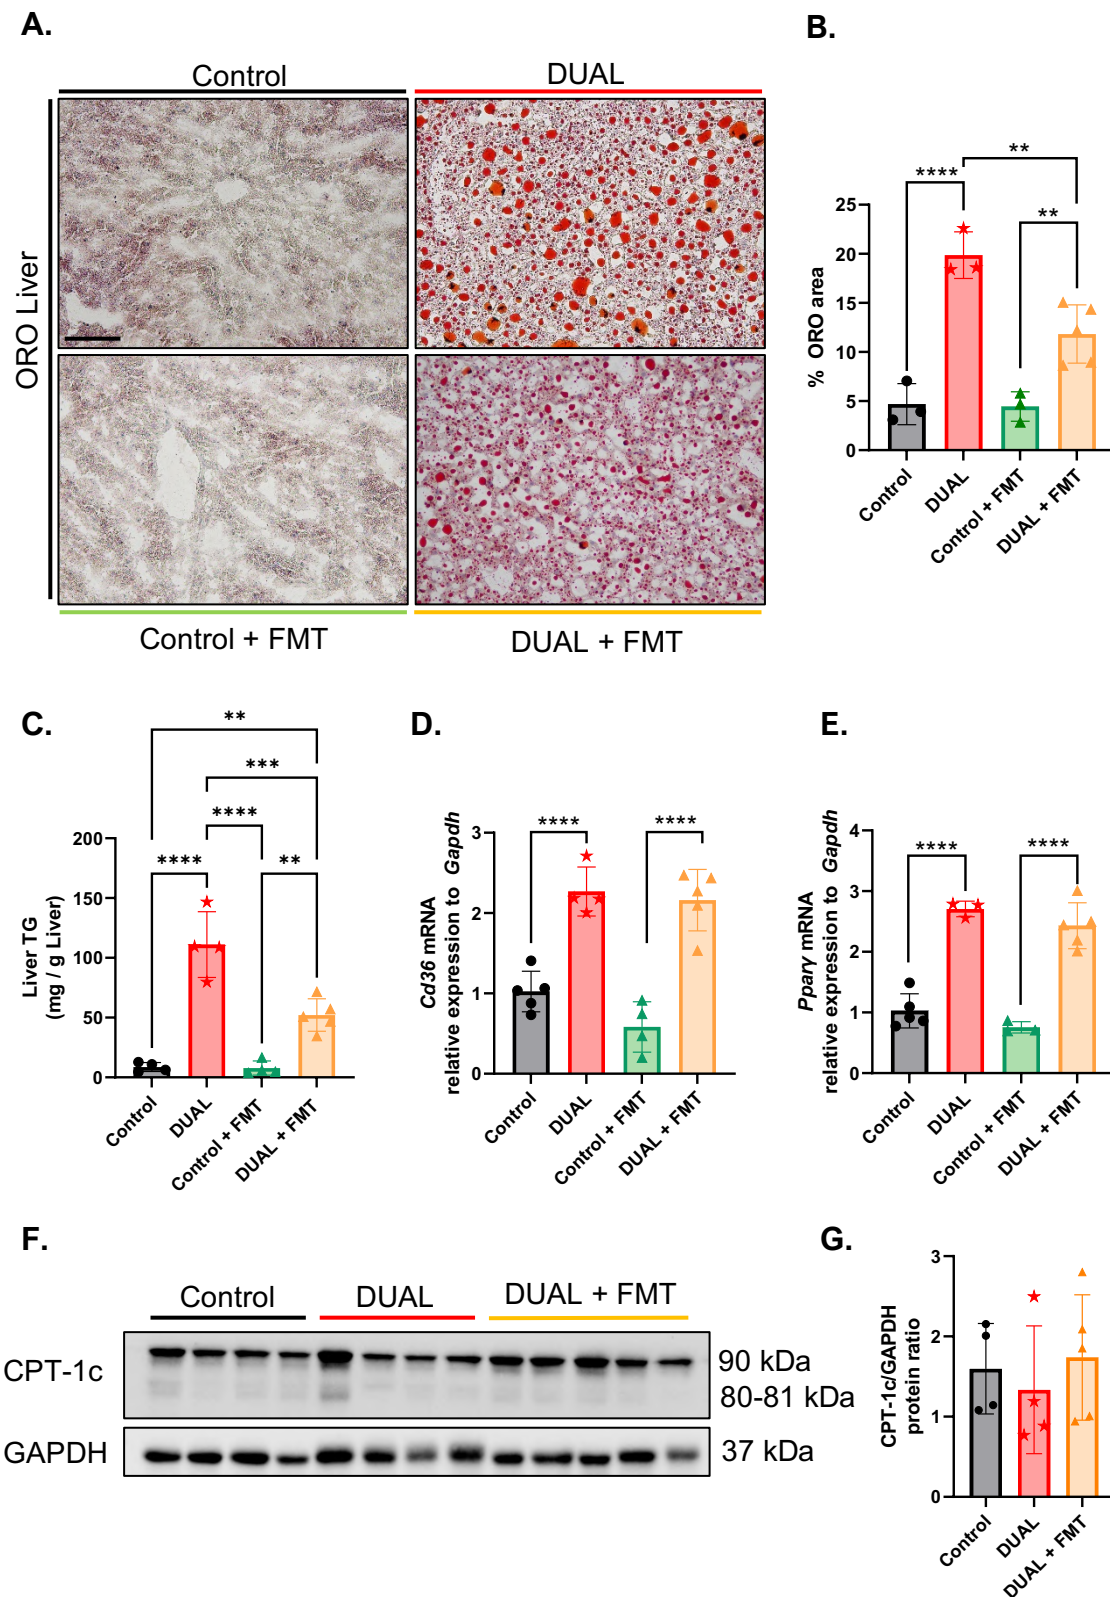 A.
Control
DUAL
ORO Liver
Control + FMT
DUAL + FMT
B.
**
****
**
% ORO area
25
20
15
10
5
0
Control
DUAL
Control + FMT
DUAL + FMT
C.
**
***
****
****
**
Liver TG
(mg / g Liver)
200
150
100
50
0
Control
DUAL
Control + FMT
DUAL + FMT
D.
****
****
Cd36 mRNA
relative expression to Gapdh
3
2
1
0
Control
DUAL
Control + FMT
DUAL + FMT
E.
****
****
Pparγ mRNA
relative expression to Gapdh
4
3
2
1
0
Control
DUAL
Control + FMT
DUAL + FMT
F.
Control
DUAL
DUAL + FMT
CPT-1c
90 kDa
80-81 kDa
GAPDH
37 kDa
G.
CPT-1c/GAPDH
protein ratio
3
2
1
0
Control
DUAL
DUAL + FMT